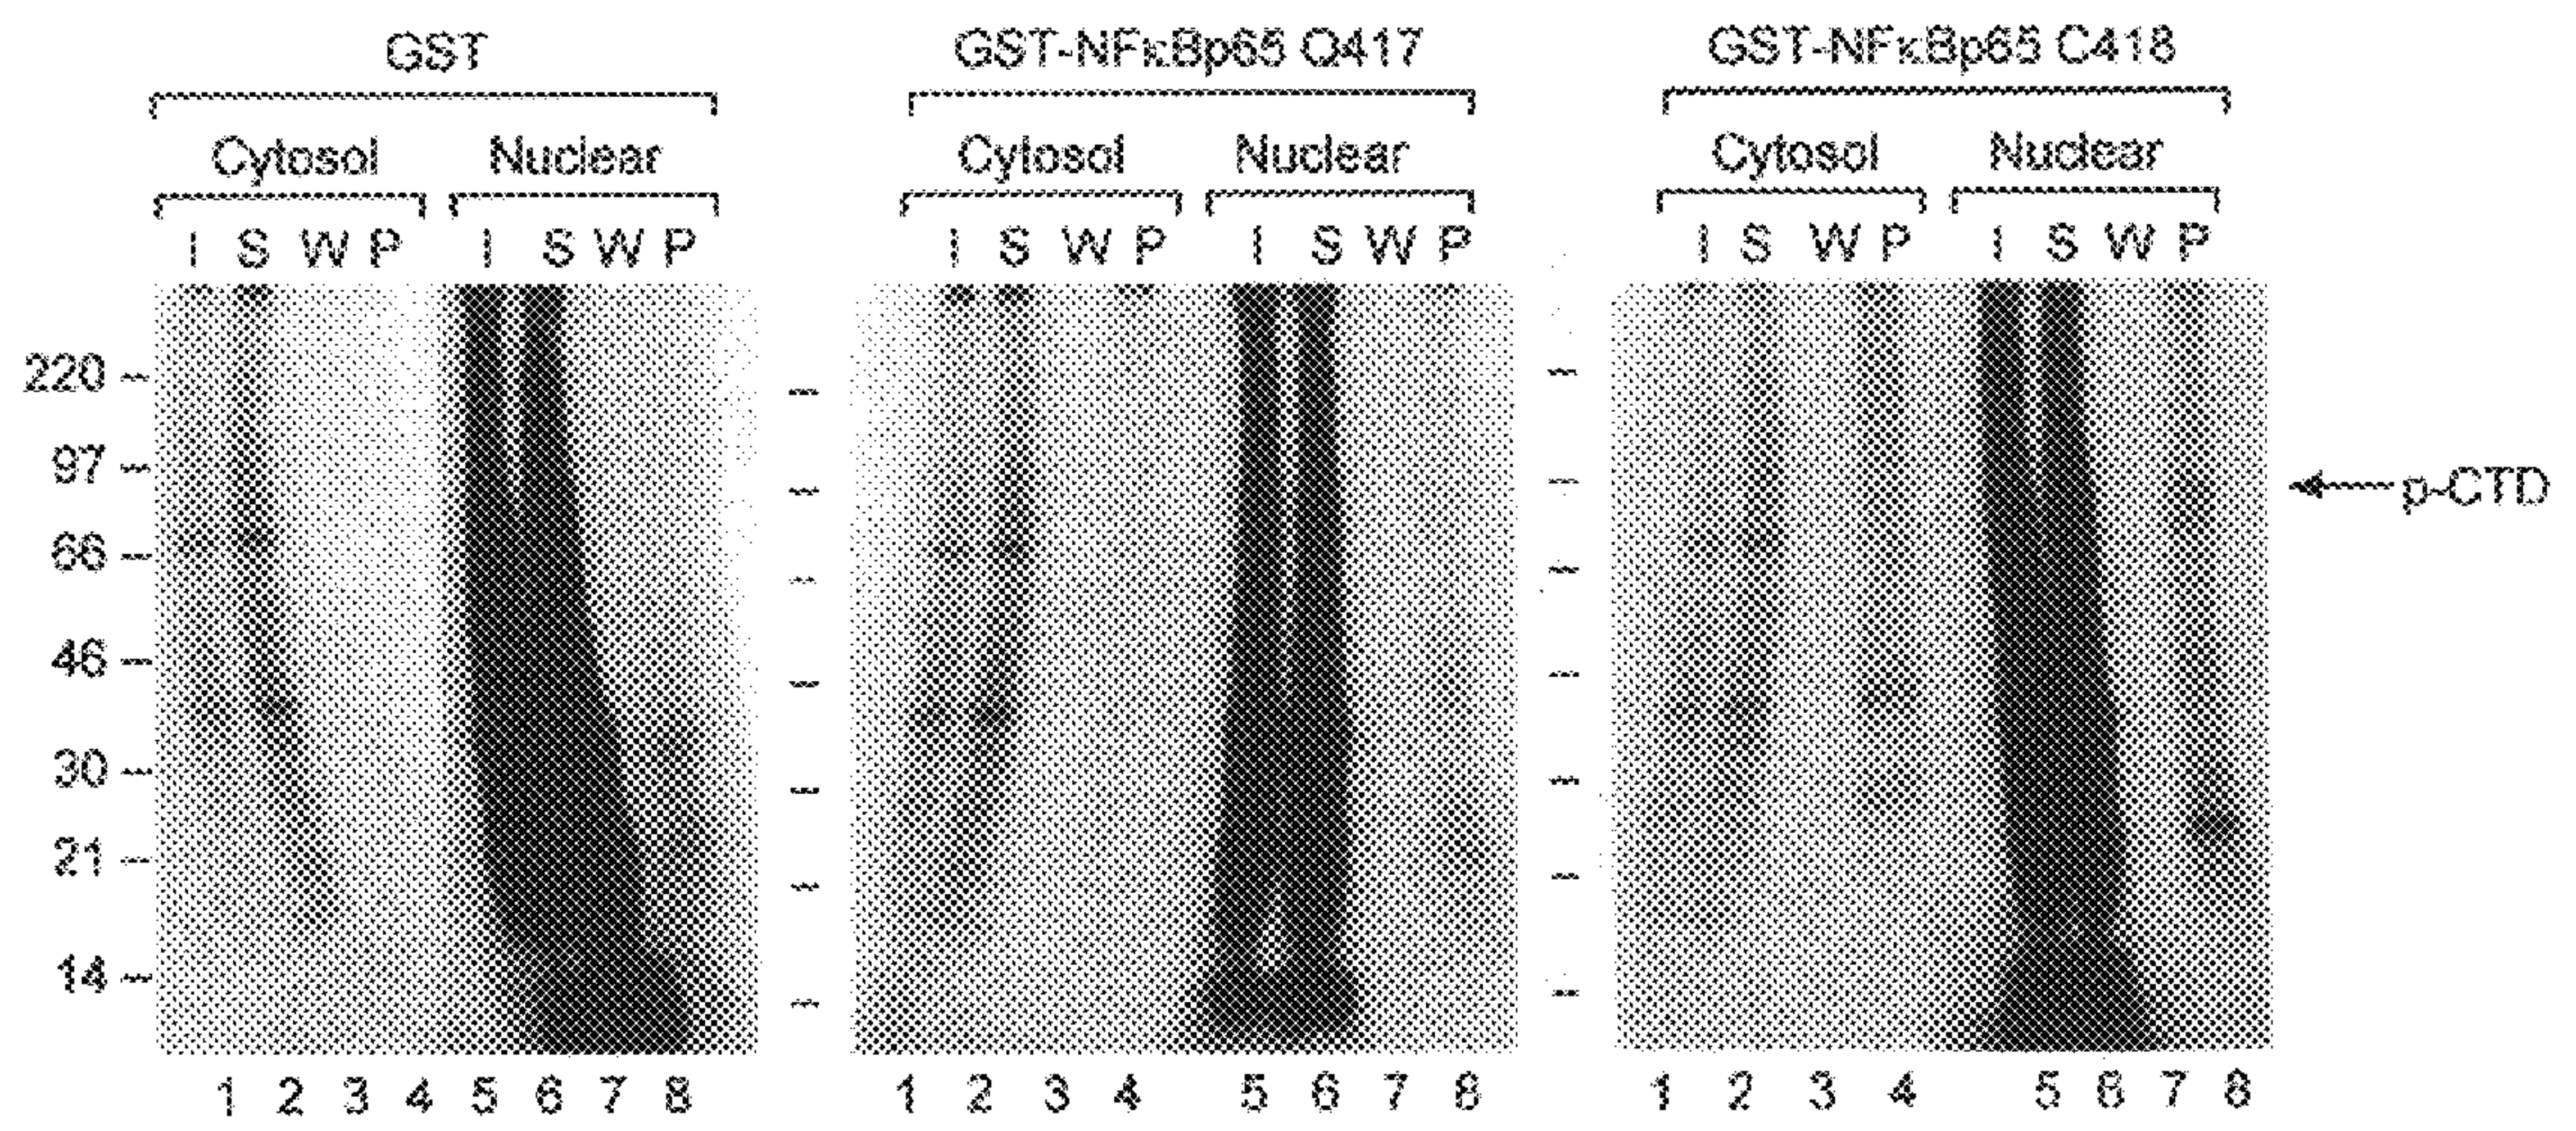 GST GST-NFκBp65 Q417 GST-NFκBp65 C418
Cytosol Nuclear Cytosol Nuclear Cytosol Nuclear
I S W P I S W P I S W P I S W P I S W P I S W P
220
97
p-CTD
66
46
30
21
14
1 2 3 4 5 6 7 8 1 2 3 4 5 6 7 8 1 2 3 4 5 6 7 8